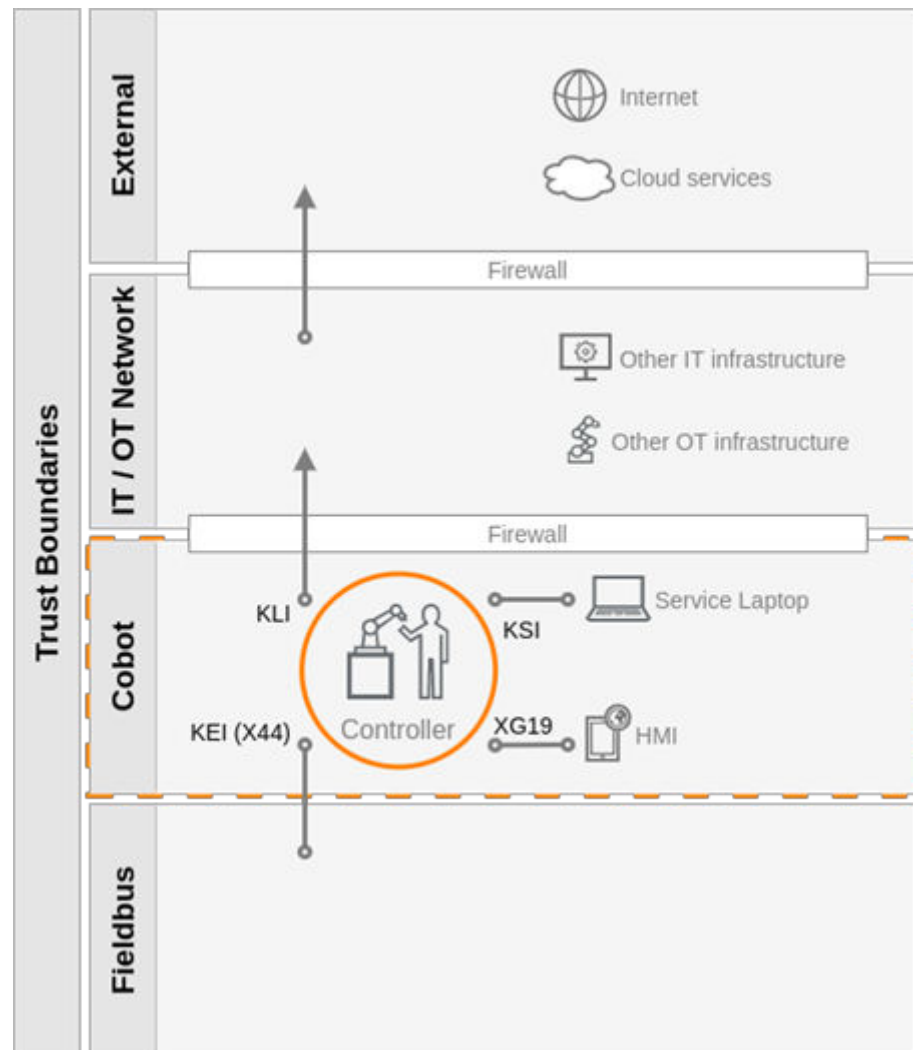 Trust Boundaries
External
Internet
Cloud services
Firewall
IT / OT Network
Other IT infrastructure
Other OT infrastructure
Firewall
Cobot
KLI
KSI
Service Laptop
KEI (X44)
Controller
XG19
HMI
Fieldbus